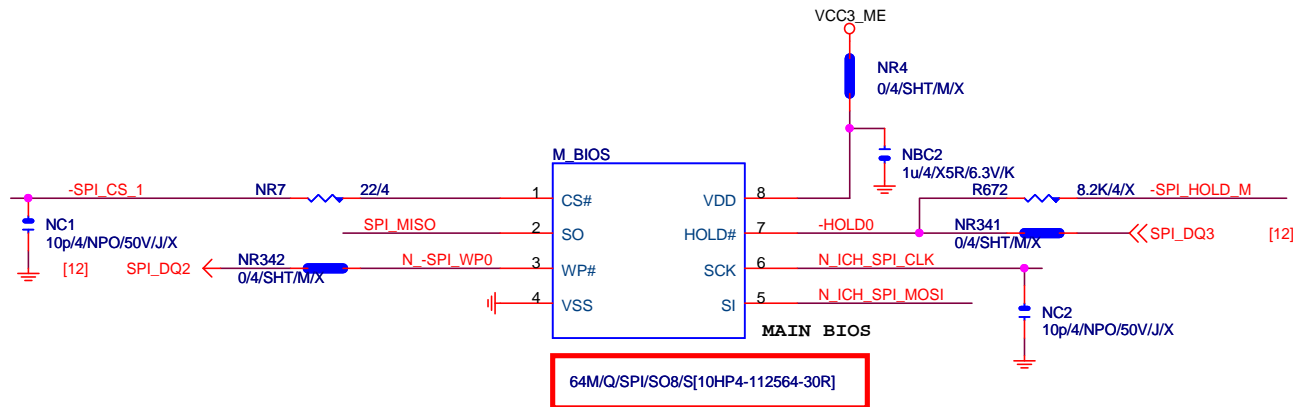 VCC3_ME
NR4
0/4/SHT/M/X
NBC2
1u/4/X5R/6.3V/K
M_BIOS
-SPI_CS_1
NR7
22/4
1
CS#
VDD
8
R672
8.2K/4/X
-SPI_HOLD_M
NC1
10p/4/NPO/50V/J/X
SPI_MISO
2
SO
HOLD#
7
-HOLD0
NR341
0/4/SHT/M/X
SPI_DQ3
[12]
[12]
SPI_DQ2
NR342
0/4/SHT/M/X
N_-SPI_WP0
3
WP#
SCK
6
N_ICH_SPI_CLK
4
VSS
SI
5
N_ICH_SPI_MOSI
NC2
10p/4/NPO/50V/J/X
MAIN BIOS
64M/Q/SPI/SO8/S[10HP4-112564-30R]